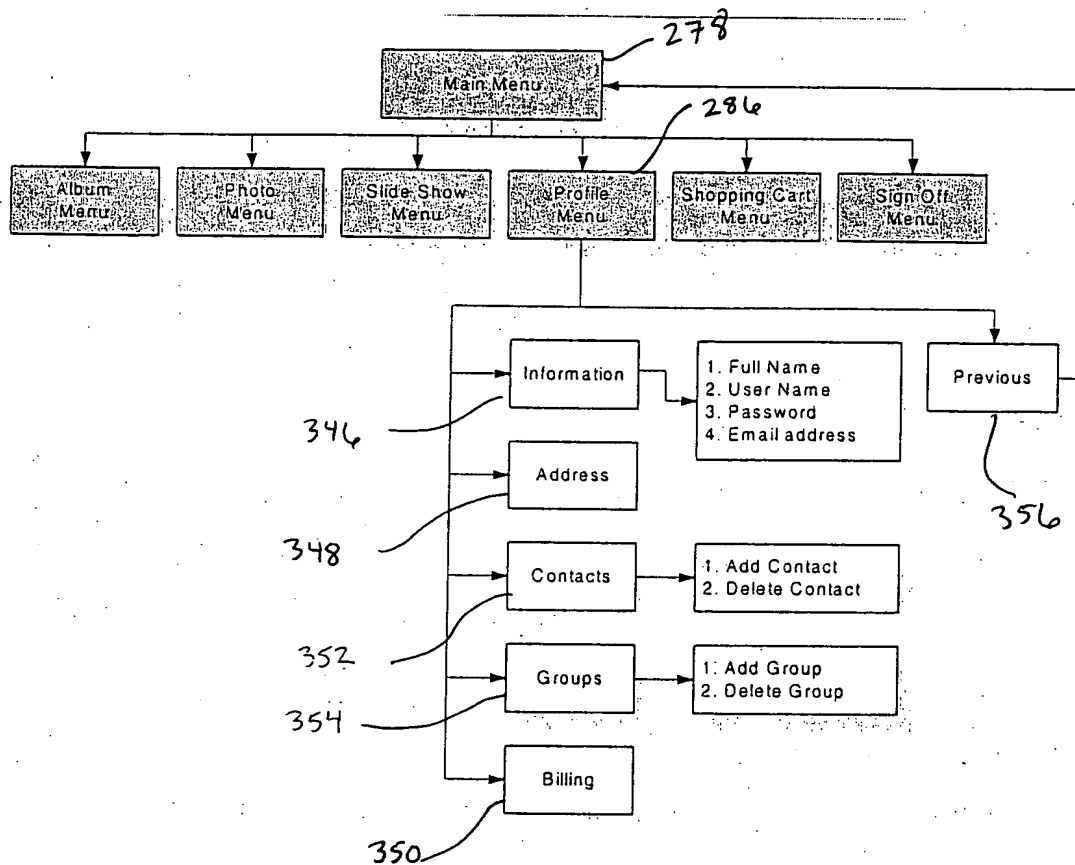 278
Main Menu
286
Album
Menu
Photo
Menu
Slide Show
Menu
Profile
Menu
Shopping Cart
Menu
Sign Off
Menu
Information
1. Full Name
2. User Name
3. Password
4. Email address
Previous
346
356
Address
348
Contacts
1. Add Contact
2. Delete Contact
352
Groups
1. Add Group
2. Delete Group
354
Billing
350